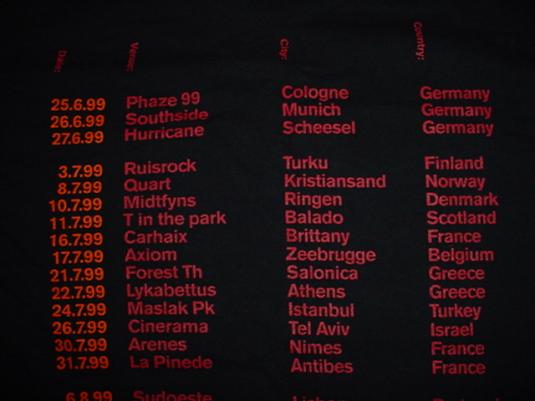 Date: Venue: City: Country:
25.6.99 Phaze 99 Cologne Germany
26.6.99 Southside Munich Germany
27.6.99 Hurricane Scheesel Germany
3.7.99 Ruisrock Turku Finland
8.7.99 Quart Kristiansand Norway
10.7.99 Midtfyns Ringen Denmark
11.7.99 T in the park Balado Scotland
16.7.99 Carhaix Brittany France
17.7.99 Axiom Zeebrugge Belgium
21.7.99 Forest Th Salonica Greece
22.7.99 Lykabettus Athens Greece
24.7.99 Maslak Pk Istanbul Turkey
26.7.99 Cinerama Tel Aviv Israel
30.7.99 Arenes Nimes France
31.7.99 La Pinede Antibes France
6.8.99 Sudoeste